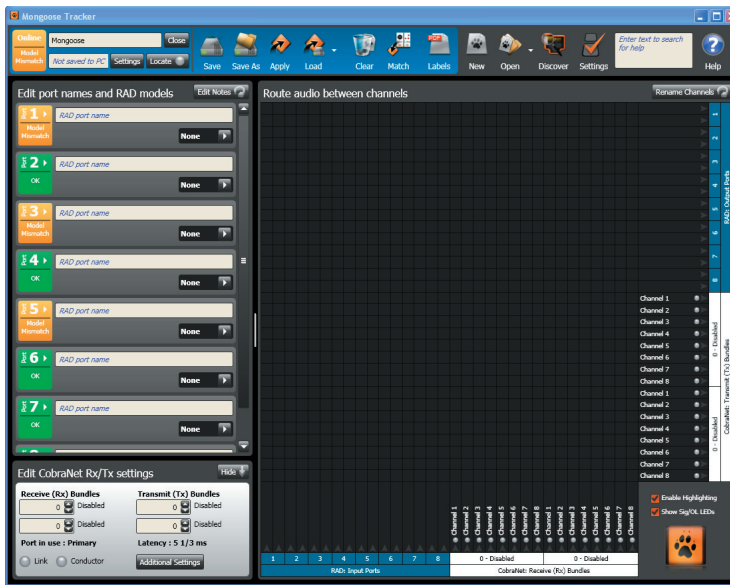 Mongoose Tracker
Online
Model
Mismatch
Mongoose
Close
Not saved to PC
Settings
Locate
Save
Save As
Apply
Load
Clear
Match
Labels
New
Open
Discover
Settings
Enter text to search
for help
Help
Edit port names and RAD models
Edit Notes
Port 1
RAD port name
Model
Mismatch
None
Port 2
RAD port name
OK
None
Port 3
RAD port name
Model
Mismatch
None
Port 4
RAD port name
OK
None
Port 5
RAD port name
Model
Mismatch
None
Port 6
RAD port name
OK
None
Port 7
RAD port name
OK
None
Edit CobraNet Rx/Tx settings
Hide
Receive (Rx) Bundles
Transmit (Tx) Bundles
0 Disabled
0 Disabled
0 Disabled
0 Disabled
Port in use : Primary
Latency : 5 1/3 ms
Link
Conductor
Additional Settings
Route audio between channels
Rename Channels
1
2
3
4
5
6
7
8
RAD: Output Ports
Channel 1
Channel 2
Channel 3
Channel 4
Channel 5
Channel 6
Channel 7
Channel 8
0 - Disabled
Channel 1
Channel 2
Channel 3
Channel 4
Channel 5
Channel 6
Channel 7
Channel 8
0 - Disabled
CobraNet: Transmit (Tx) Bundles
Channel 1
Channel 2
Channel 3
Channel 4
Channel 5
Channel 6
Channel 7
Channel 8
Channel 1
Channel 2
Channel 3
Channel 4
Channel 5
Channel 6
Channel 7
Channel 8
1 2 3 4 5 6 7 8
0 - Disabled
0 - Disabled
RAD: Input Ports
CobraNet: Receive (Rx) Bundles
Enable Highlighting
Show Sig/OL LEDs